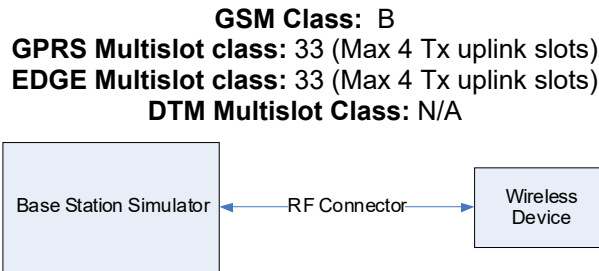 GSM Class: B
GPRS Multislot class: 33 (Max 4 Tx uplink slots)
EDGE Multislot class: 33 (Max 4 Tx uplink slots)
DTM Multislot Class: N/A
Base Station Simulator
RF Connector
Wireless
Device